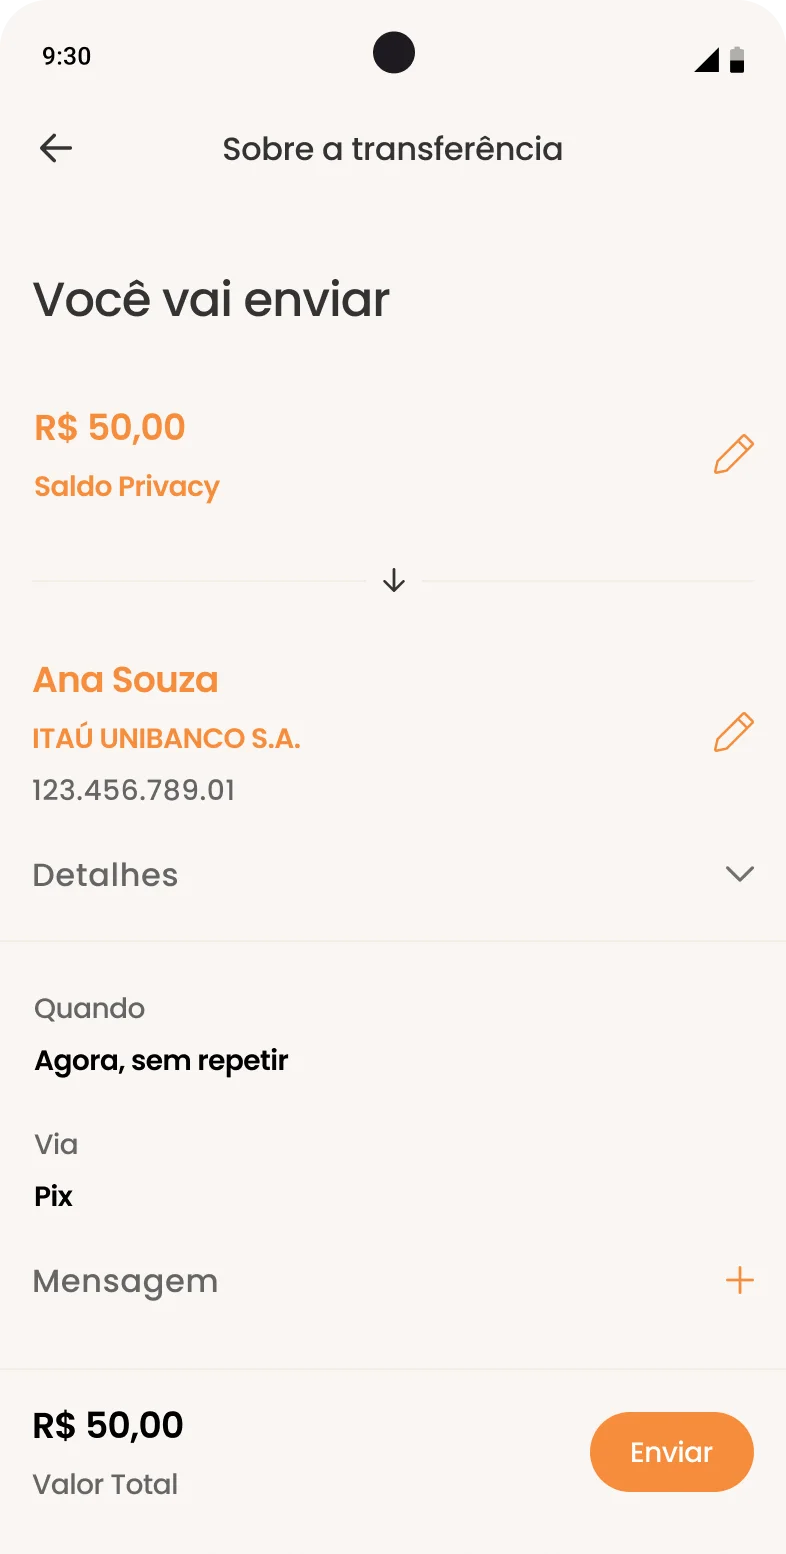 9:30
Sobre a transferência
Você vai enviar
R$ 50,00
Saldo Privacy
Ana Souza
ITAÚ UNIBANCO S.A.
123.456.789.01
Detalhes
Quando
Agora, sem repetir
Via
Pix
Mensagem
R$ 50,00
Valor Total
Enviar